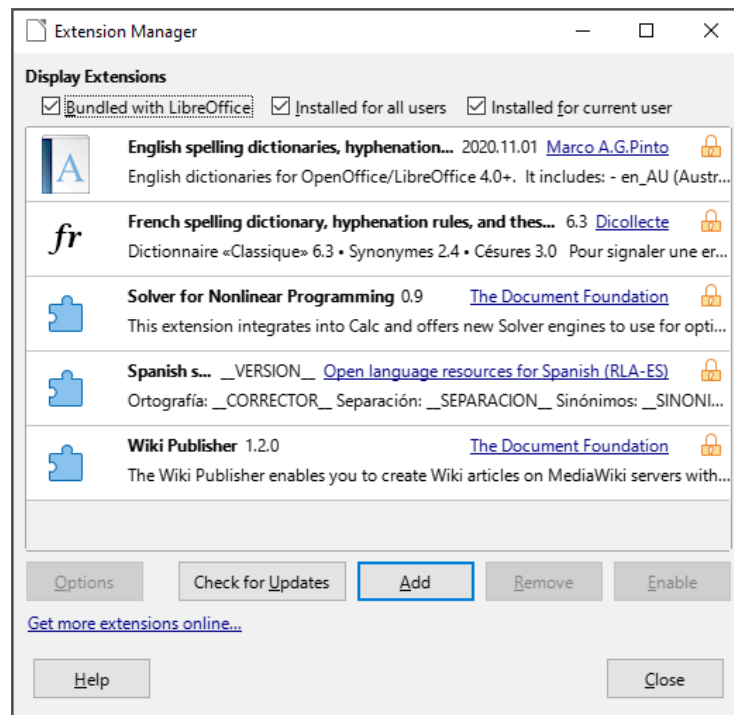 Extension Manager
Display Extensions
Bundled with LibreOffice Installed for all users Installed for current user
A English spelling dictionaries, hyphenation... 2020.11.01 Marco A.G.Pinto
English dictionaries for OpenOffice/LibreOffice 4.0+. It includes: - en_AU (Austr...
fr French spelling dictionary, hyphenation rules, and thes... 6.3 Dicollecte
Dictionnaire «Classique» 6.3 • Synonymes 2.4 • Césures 3.0 Pour signaler une er...
Solver for Nonlinear Programming 0.9 The Document Foundation
This extension integrates into Calc and offers new Solver engines to use for opti...
Spanish s... __VERSION__ Open language resources for Spanish (RLA-ES)
Ortografía: __CORRECTOR__ Separación: __SEPARACION__ Sinónimos: __SINONI...
Wiki Publisher 1.2.0 The Document Foundation
The Wiki Publisher enables you to create Wiki articles on MediaWiki servers with...
Options Check for Updates Add Remove Enable
Get more extensions online...
Help Close